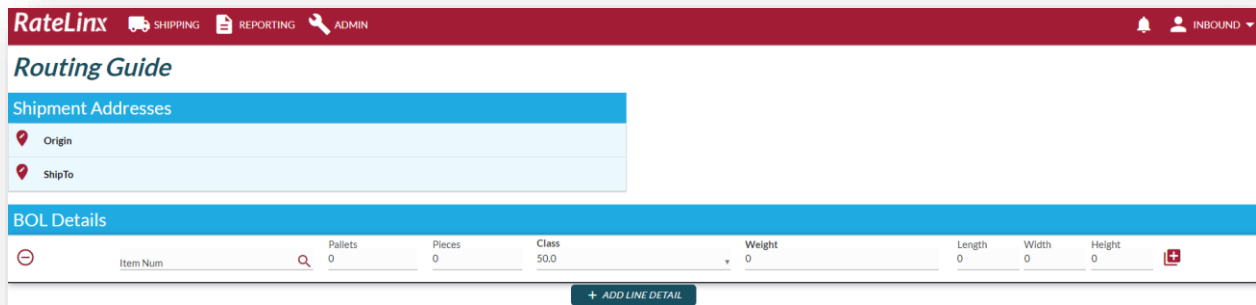 RateLinx SHIPPING REPORTING ADMIN INBOUND
Routing Guide
Shipment Addresses
Origin
ShipTo
BOL Details
Item Num Pallets 0 Pieces 0 Class 50.0 Weight 0 Length 0 Width 0 Height 0
+ ADD LINE DETAIL